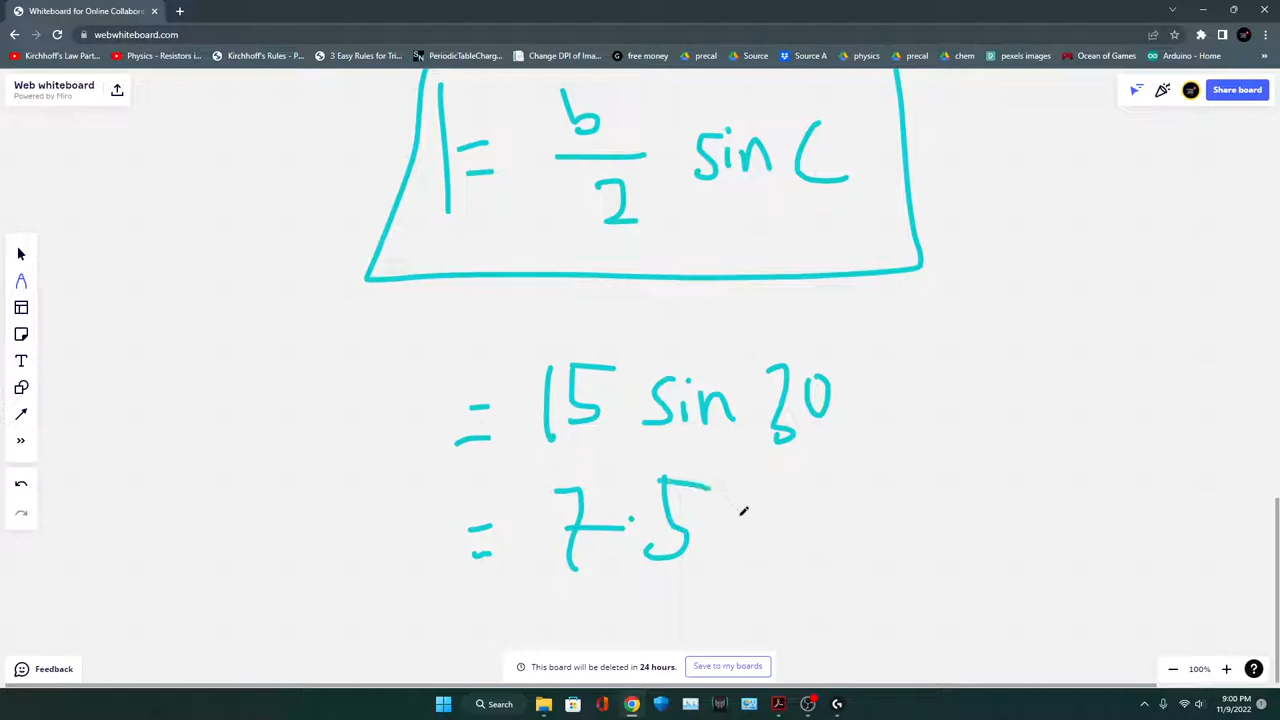 Whiteboard for Online Collabora
webwhiteboard.com
Kirchhoff's Law Part...
Physics - Resistors i...
Kirchhoff's Rules - P...
3 Easy Rules for Tri...
PeriodicTableCharg...
Change DPI of Ima...
free money
precal
Source
Source A
physics
precal
chem
pexels images
Ocean of Games
Arduino - Home
Web whiteboard
Powered by Miro
Share board
= b/2 sin C
= 15 sin 30
= 7.5
Feedback
This board will be deleted in 24 hours.
Save to my boards
100%
Search
9:00 PM
11/9/2022